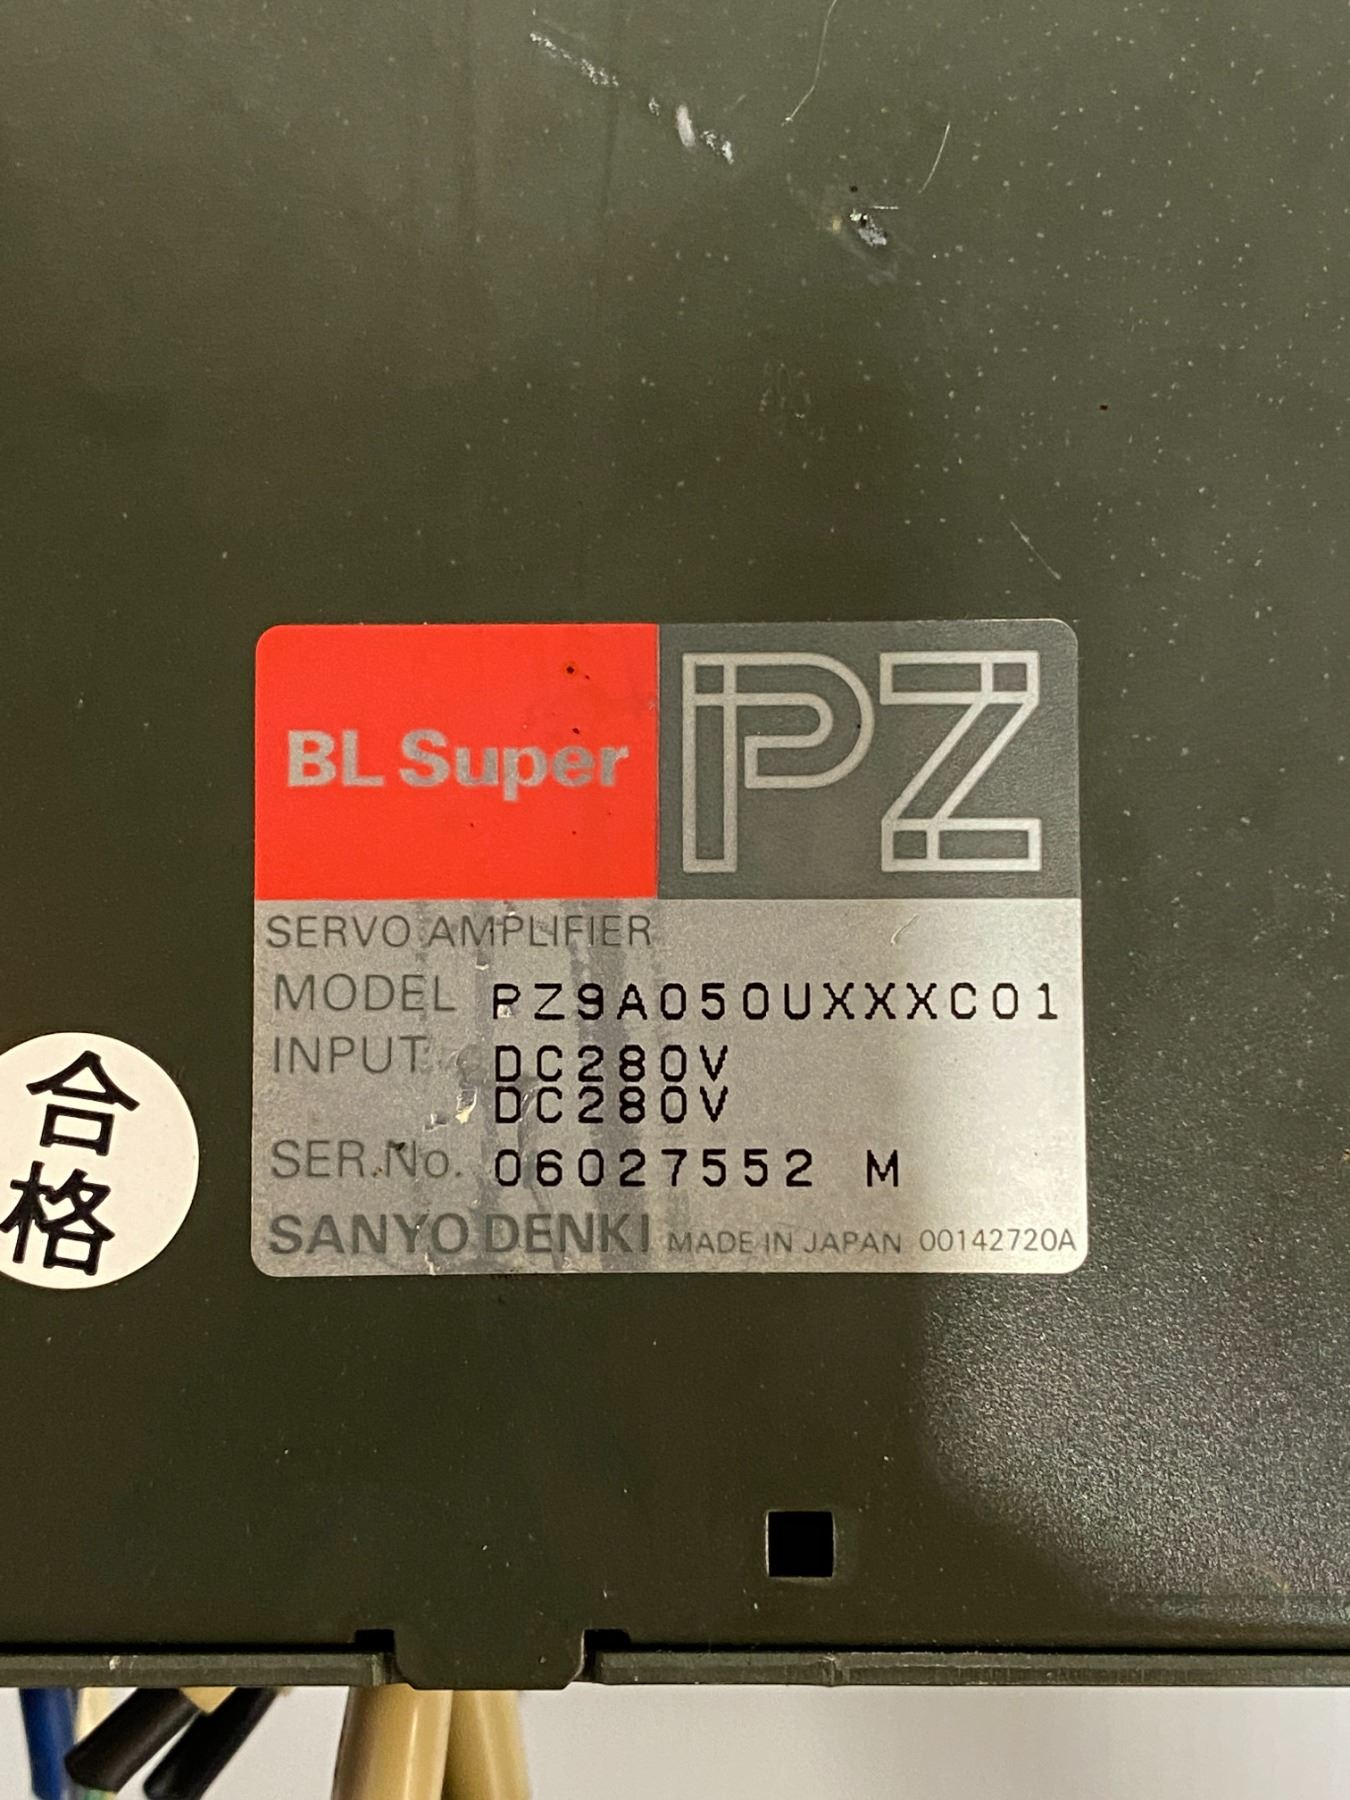 BL Super PZ
SERVO AMPLIFIER
MODEL PZ9A050UXXXC01
INPUT DC280V
DC280V
SER.No. 06027552 M
SANYO DENKI MADE IN JAPAN 00142720A
合
格